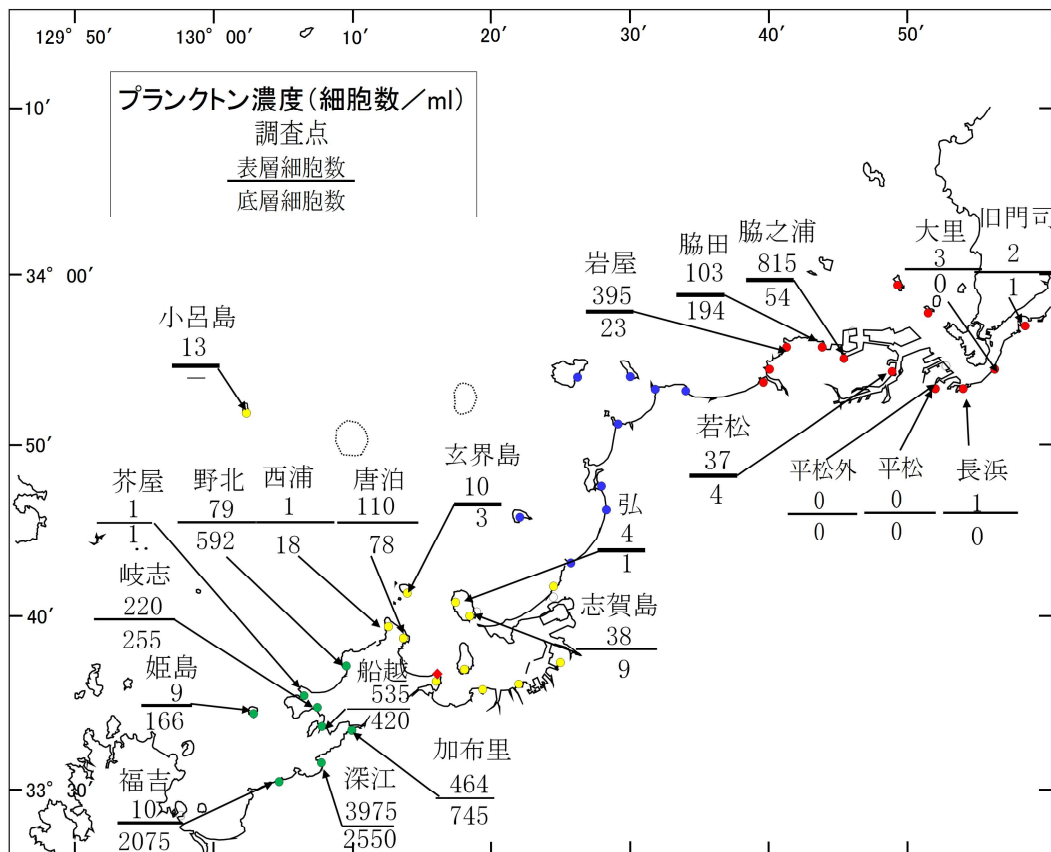 129° 50′
130° 00′
10′
20′
30′
40′
50′
10′
34° 00′
50′
40′
33° 30′
プランクトン濃度(細胞数/ml)
調査点
表層細胞数
底層細胞数
旧門司
2
1
大里
3
0
脇之浦
815
54
脇田
103
194
岩屋
395
23
小呂島
13
—
若松
37
4
平松外
0
0
平松
0
0
長浜
1
0
玄界島
10
3
唐泊
110
78
西浦
1
18
野北
79
592
芥屋
1
1
弘
4
1
志賀島
38
9
岐志
220
255
姫島
9
166
船越
535
420
加布里
464
745
深江
3975
2550
福吉
10
2075